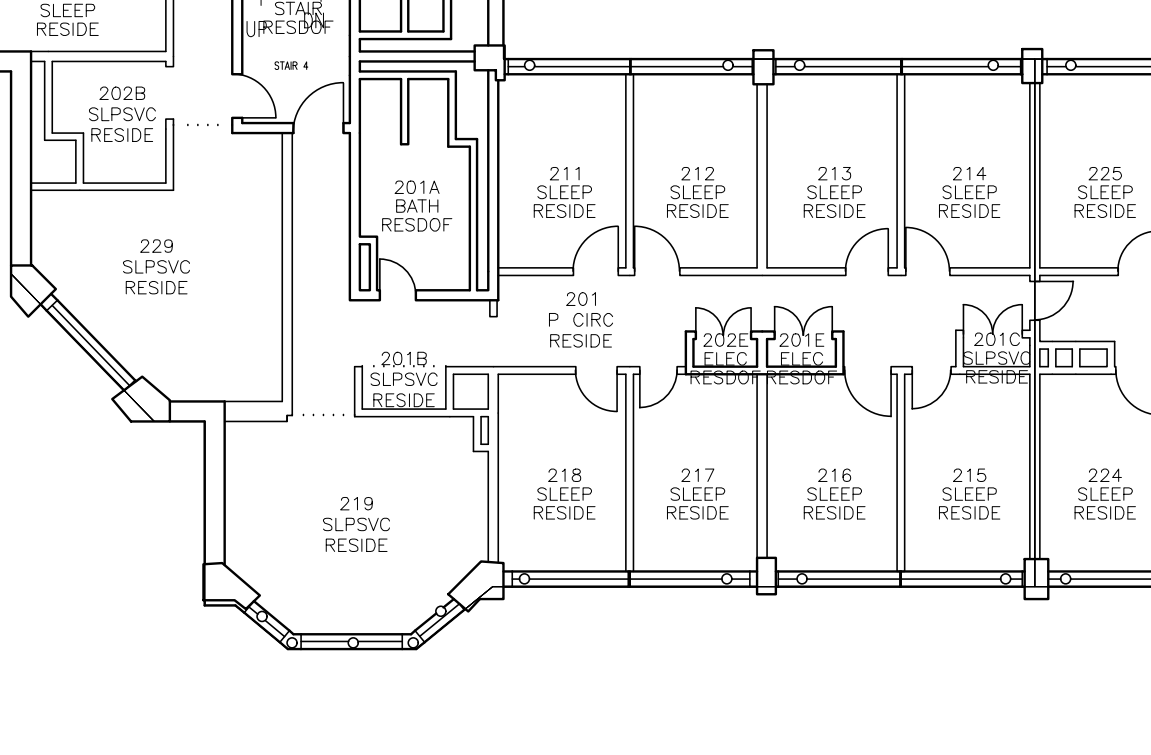 SLEEP
RESIDE
STAIR
UP
DN
RESDOF
STAIR 4
202B
SLPSVC
RESIDE
201A
BATH
RESDOF
211
SLEEP
RESIDE
212
SLEEP
RESIDE
213
SLEEP
RESIDE
214
SLEEP
RESIDE
225
SLEEP
RESIDE
229
SLPSVC
RESIDE
201
P CIRC
RESIDE
202E
ELEC
RESDOF
201E
ELEC
RESDOF
201C
SLPSVC
RESIDE
201B
SLPSVC
RESIDE
219
SLPSVC
RESIDE
218
SLEEP
RESIDE
217
SLEEP
RESIDE
216
SLEEP
RESIDE
215
SLEEP
RESIDE
224
SLEEP
RESIDE